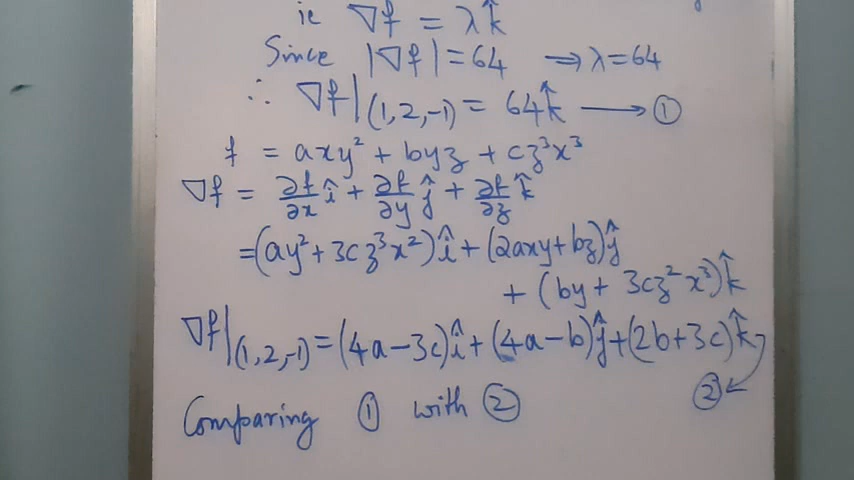 ie ∇f = λk̂
Since |∇f| = 64 ⟹ λ = 64
∴ ∇f|(1,2,-1) = 64k̂ ⟶ ①
f = axy² + byz + cz³x³
∇f = ∂f/∂x î + ∂f/∂y ĵ + ∂f/∂z k̂
=(ay² + 3cz³x²)î + (2axy+bz)ĵ
+ (by + 3cz²x³)k̂
∇f|(1,2,-1) = (4a-3c)î + (4a-b)ĵ + (2b+3c)k̂
②
Comparing ① with ②